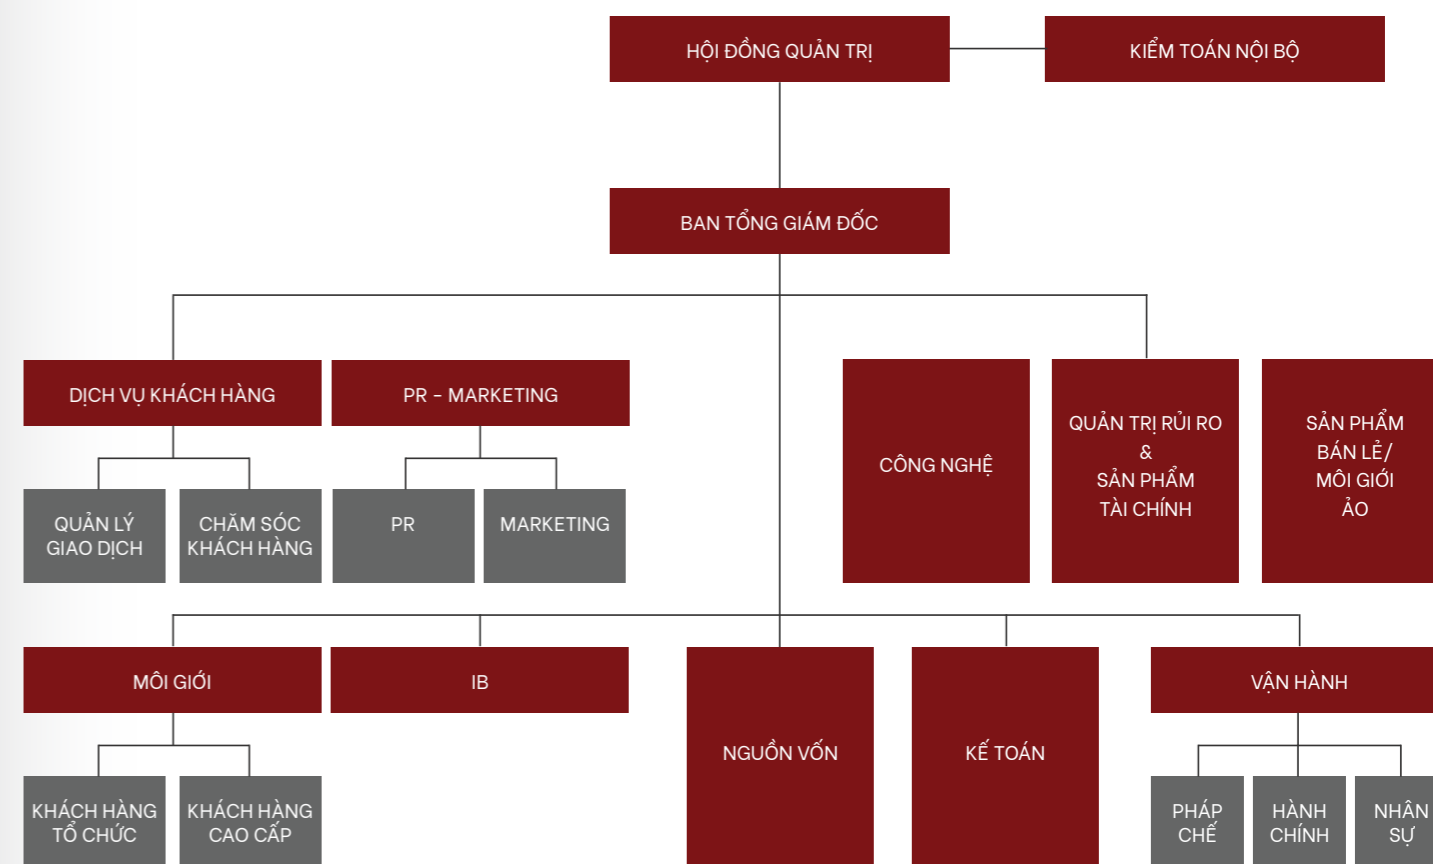 HỘI ĐỒNG QUẢN TRỊ
KIỂM TOÁN NỘI BỘ
BAN TỔNG GIÁM ĐỐC
DỊCH VỤ KHÁCH HÀNG
PR - MARKETING
CÔNG NGHỆ
QUẢN TRỊ RỦI RO
&
SẢN PHẨM
TÀI CHÍNH
SẢN PHẨM
BÁN LẺ/
MÔI GIỚI
ẢO
QUẢN LÝ
GIAO DỊCH
CHĂM SÓC
KHÁCH HÀNG
PR
MARKETING
MÔI GIỚI
IB
NGUỒN VỐN
KẾ TOÁN
VẬN HÀNH
KHÁCH HÀNG
TỔ CHỨC
KHÁCH HÀNG
CAO CẤP
PHÁP
CHẾ
HÀNH
CHÍNH
NHÂN
SỰ